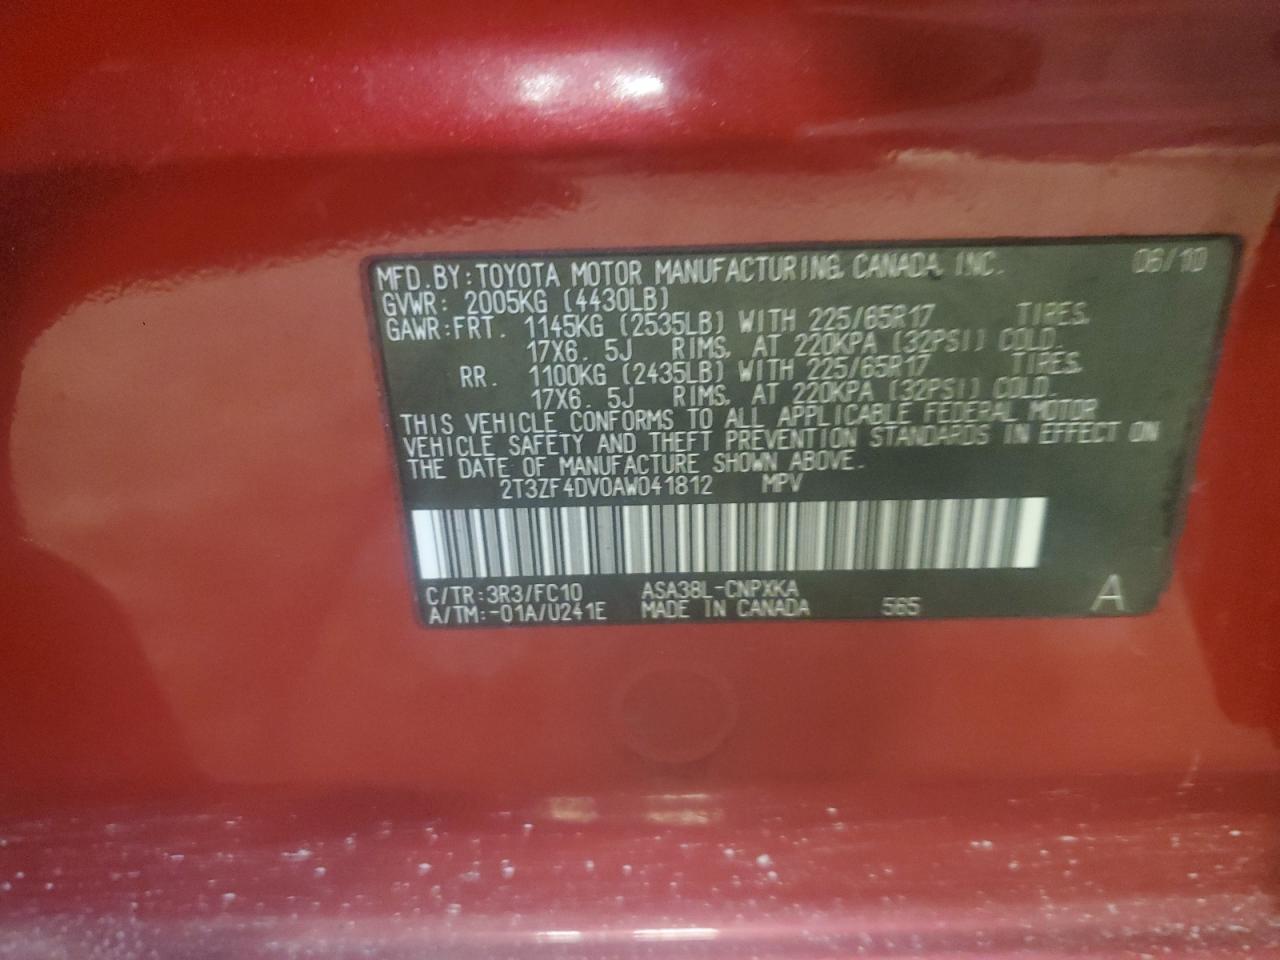 MFD. BY: TOYOTA MOTOR MANUFACTURING CANADA INC. 06/10
GVWR: 2005KG (4430LB)
GAWR: FRT. 1145KG (2535LB) WITH 225/65R17 TIRES,
17X6. 5J RIMS, AT 220KPA (32PSI) COLD.
RR. 1100KG (2435LB) WITH 225/65R17 TIRES,
17X6. 5J RIMS, AT 220KPA (32PSI) COLD.
THIS VEHICLE CONFORMS TO ALL APPLICABLE FEDERAL MOTOR
VEHICLE SAFETY AND THEFT PREVENTION STANDARDS IN EFFECT ON
THE DATE OF MANUFACTURE SHOWN ABOVE.
2T3ZF4DV0AW041812 MPV
C/TR: 3R3/FC10 ASA38L-CNPXKA
A/TM: -01A/U241E MADE IN CANADA 565 A